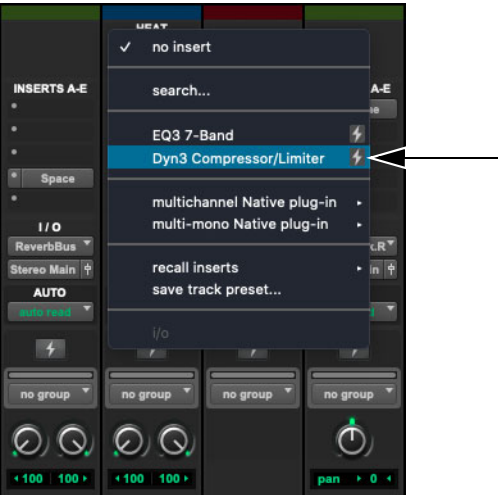 HEAT
✓ no insert
search...
EQ3 7-Band
Dyn3 Compressor/Limiter
multichannel Native plug-in
multi-mono Native plug-in
recall inserts
save track preset...
i/o
INSERTS A-E
A-E
Space
I / O
ReverbBus
Stereo Main
AUTO
auto read
no group
no group
no group
no group
100 100
100 100
pan 0